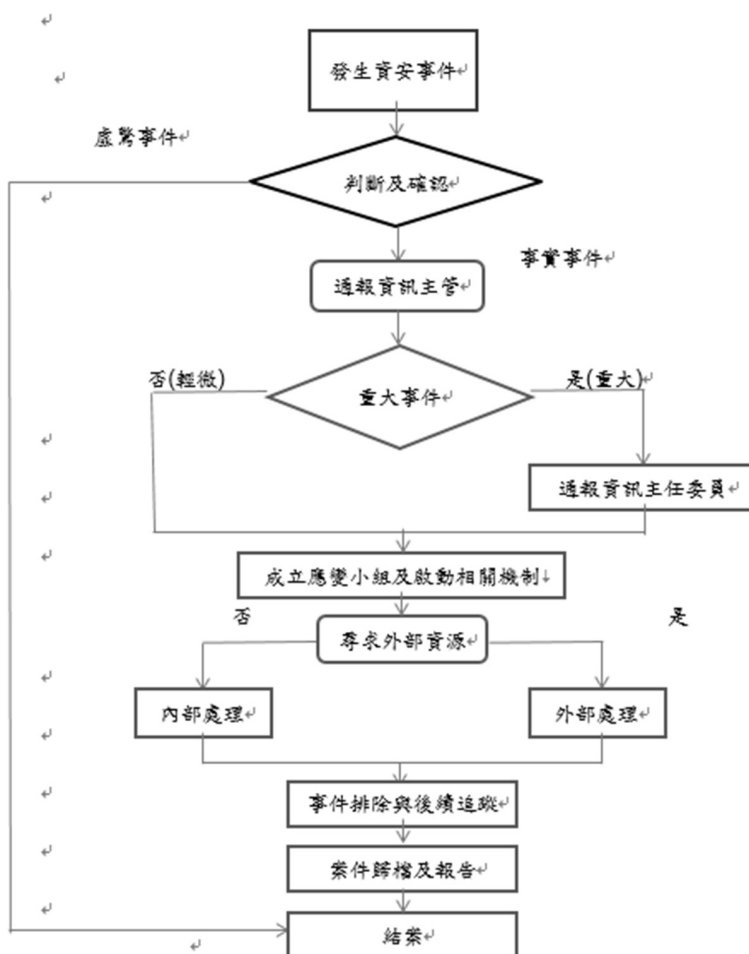 發生資安事件
虛驚事件
判斷及確認
事實事件
通報資訊主管
否(輕微)
重大事件
是(重大)
通報資訊主任委員
成立應變小組及啟動相關機制
否
尋求外部資源
是
內部處理
外部處理
事件排除與後續追蹤
案件歸檔及報告
結案